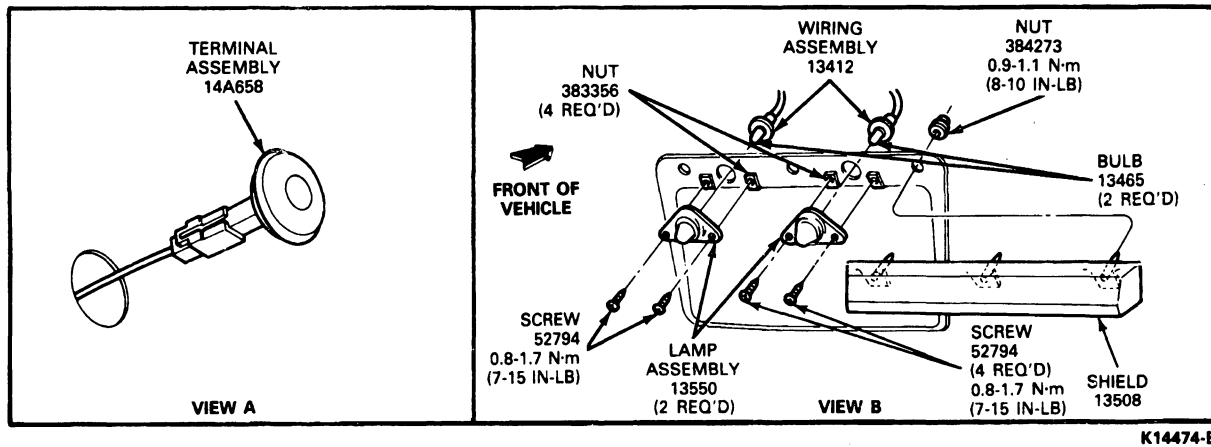 TERMINAL
ASSEMBLY
14A658
VIEW A
NUT
383356
(4 REQ'D)
WIRING
ASSEMBLY
13412
NUT
384273
0.9-1.1 N·m
(8-10 IN-LB)
FRONT OF
VEHICLE
BULB
13465
(2 REQ'D)
SCREW
52794
0.8-1.7 N·m
(7-15 IN-LB)
LAMP
ASSEMBLY
13550
(2 REQ'D)
VIEW B
SCREW
52794
(4 REQ'D)
0.8-1.7 N·m
(7-15 IN-LB)
SHIELD
13508